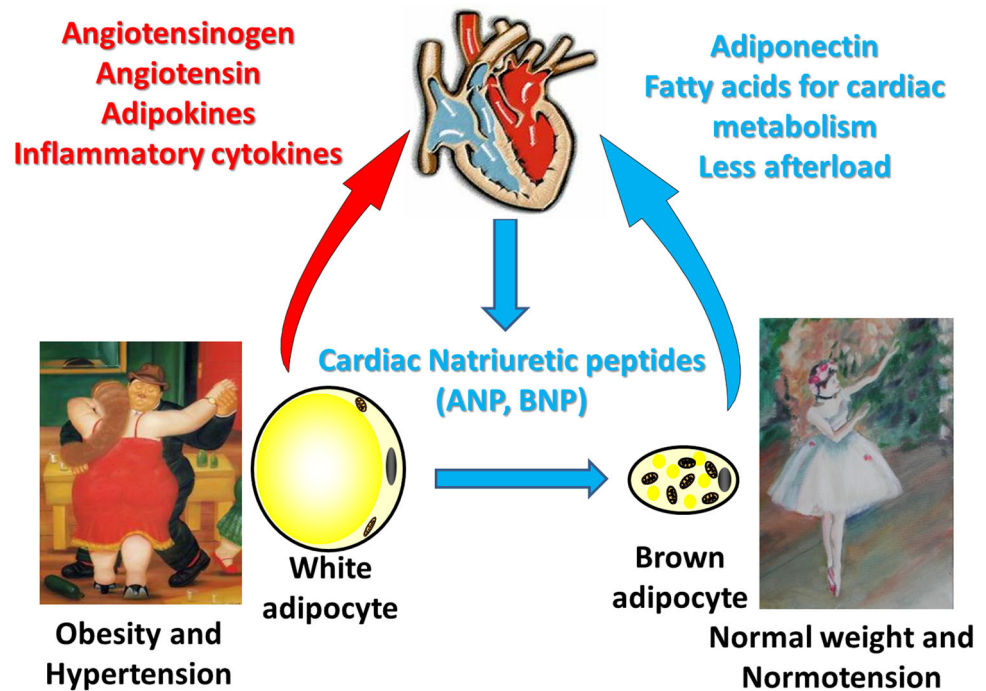 Angiotensinogen
Angiotensin
Adipokines
Inflammatory cytokines
Adiponectin
Fatty acids for cardiac
metabolism
Less afterload
Cardiac Natriuretic peptides
(ANP, BNP)
White
adipocyte
Brown
adipocyte
Obesity and
Hypertension
Normal weight and
Normotension